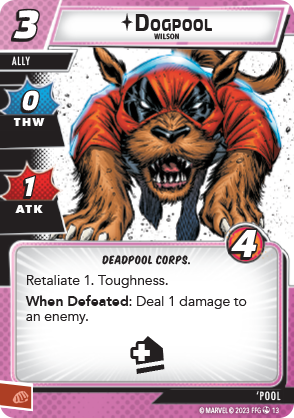 3
Dogpool
WILSON
ALLY
0
THW
1
ATK
4
DEADPOOL CORPS.
Retaliate 1. Toughness.
When Defeated: Deal 1 damage to
an enemy.
'POOL
© MARVEL © 2023 FFG 13